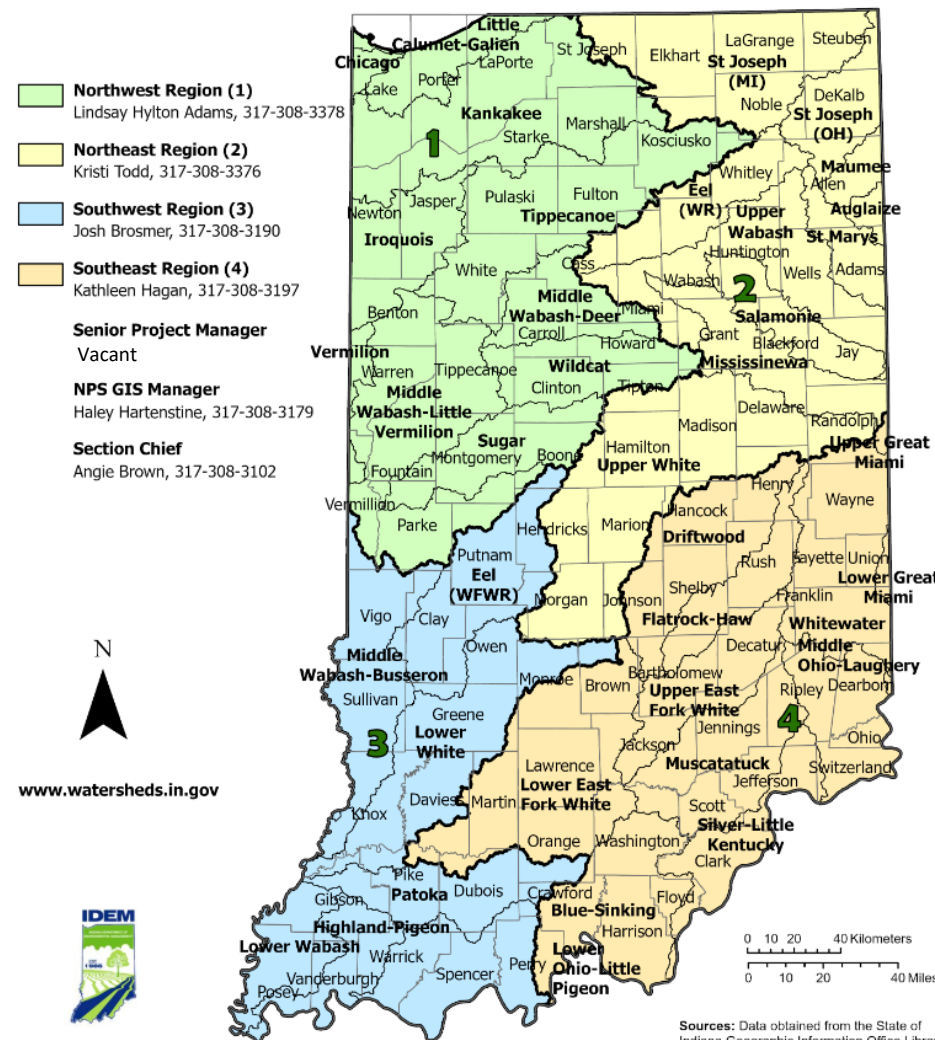 Northwest Region (1)
Lindsay Hylton Adams, 317-308-3378
Northeast Region (2)
Kristi Todd, 317-308-3376
Southwest Region (3)
Josh Brosmer, 317-308-3190
Southeast Region (4)
Kathleen Hagan, 317-308-3197
Senior Project Manager
Vacant
NPS GIS Manager
Haley Hartenstine, 317-308-3179
Section Chief
Angie Brown, 317-308-3102
N
www.watersheds.in.gov
IDEM
Little
Calumet-Galien
Chicago
St Joseph
Elkhart
LaGrange
Steuben
St Joseph
(MI)
LaPorte
Porter
Lake
Noble
DeKalb
St Joseph
(OH)
Kankakee
Marshall
Starke
Kosciusko
1
Whitley
Maumee
Allen
Eel
(WR)
Jasper
Pulaski
Fulton
Newton
Tippecanoe
Upper
Wabash
Auglaize
St Marys
Iroquois
Huntington
White
Cass
Wabash
Wells
Adams
2
Middle
Wabash-Deer
Miami
Salamonie
Benton
Carroll
Howard
Grant
Blackford
Jay
Vermilion
Warren
Tippecanoe
Wildcat
Mississinewa
Clinton
Tipton
Middle
Wabash-Little
Vermilion
Delaware
Madison
Randolph
Sugar
Montgomery
Boone
Hamilton
Upper White
Upper Great
Miami
Fountain
Vermillion
Parke
Henry
Wayne
Hancock
Hendricks
Marion
Driftwood
Putnam
Eel
(WFWR)
Rush
Fayette
Union
Lower Great
Miami
Shelby
Franklin
Morgan
Johnson
Vigo
Clay
Flatrock-Haw
Whitewater
Owen
Decatur
Middle
Ohio-Laughery
Middle
Wabash-Busseron
Monroe
Brown
Bartholomew
Ripley
Dearborn
Sullivan
Greene
Upper East
Fork White
Jennings
4
Ohio
3
Lower
White
Jackson
Muscatatuck
Jefferson
Switzerland
Lawrence
Lower East
Fork White
Daviess
Martin
Scott
Knox
Silver-Little
Kentucky
Orange
Washington
Clark
Pike
Patoka
Dubois
Crawford
Gibson
Floyd
Blue-Sinking
Harrison
Highland-Pigeon
Lower Wabash
Warrick
Perry
Lower
Ohio-Little
Pigeon
Vanderburgh
Spencer
Posey
0 10 20 40 Kilometers
0 10 20 40 Miles
Sources: Data obtained from the State of
Indiana Geographic Information Office Library